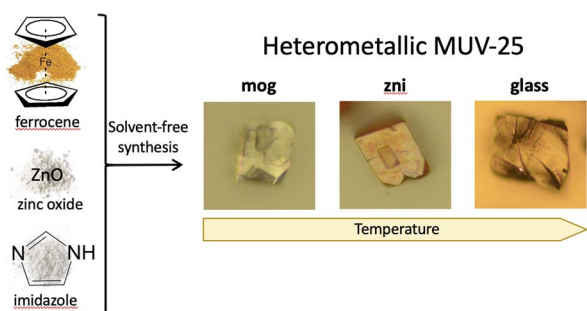 Fe
ferrocene
ZnO
zinc oxide
N
NH
imidazole
Solvent-free
synthesis
Heterometallic MUV-25
mog
zni
glass
Temperature